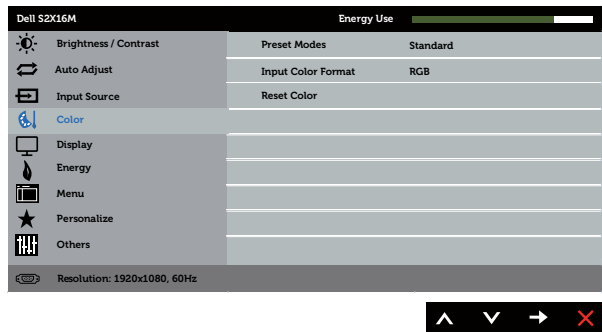 Dell S2X16M Energy Use
Brightness / Contrast
Auto Adjust
Input Source
Color
Display
Energy
Menu
Personalize
Others
Preset Modes Standard
Input Color Format RGB
Reset Color
Resolution: 1920x1080, 60Hz